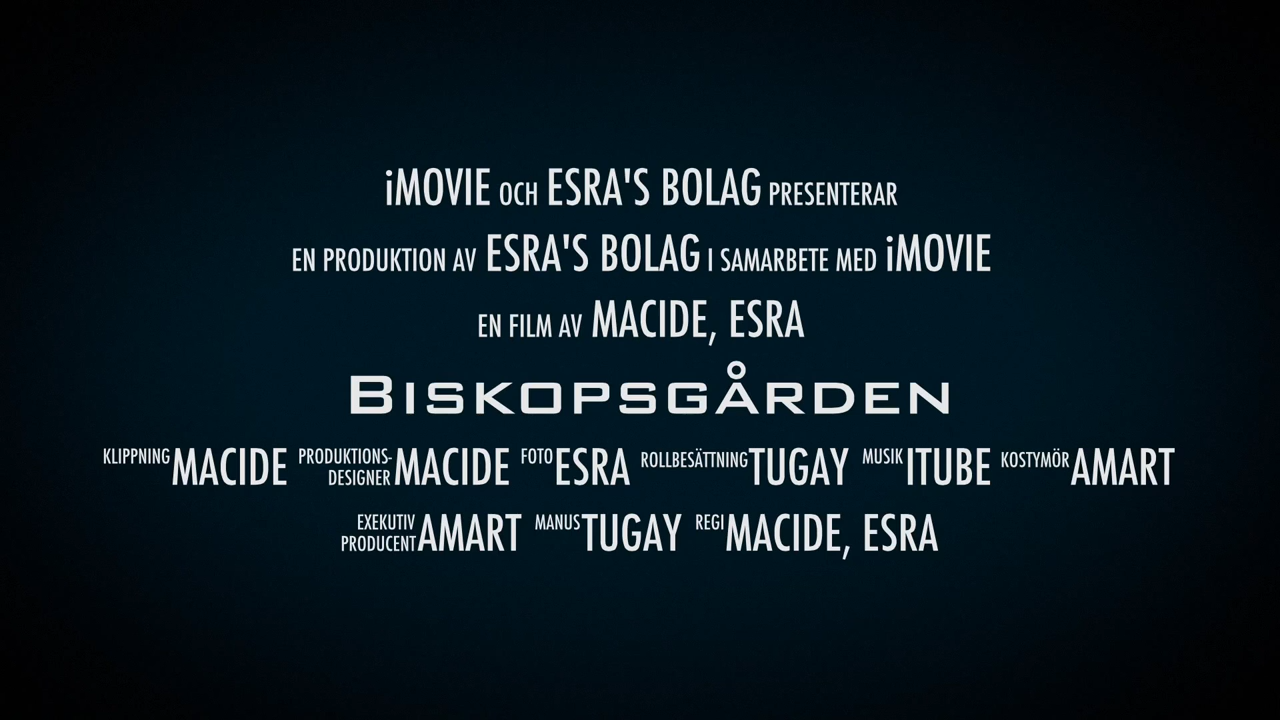 iMOVIE OCH ESRA'S BOLAG PRESENTERAR
EN PRODUKTION AV ESRA'S BOLAG I SAMARBETE MED iMOVIE
EN FILM AV MACIDE, ESRA
BISKOPSGÅRDEN
KLIPPNING MACIDE PRODUKTIONS-DESIGNER MACIDE FOTO ESRA ROLLBESÄTTNING TUGAY MUSIK ITUBE KOSTYMÖR AMART
EXEKUTIV PRODUCENT AMART MANUS TUGAY REGI MACIDE, ESRA